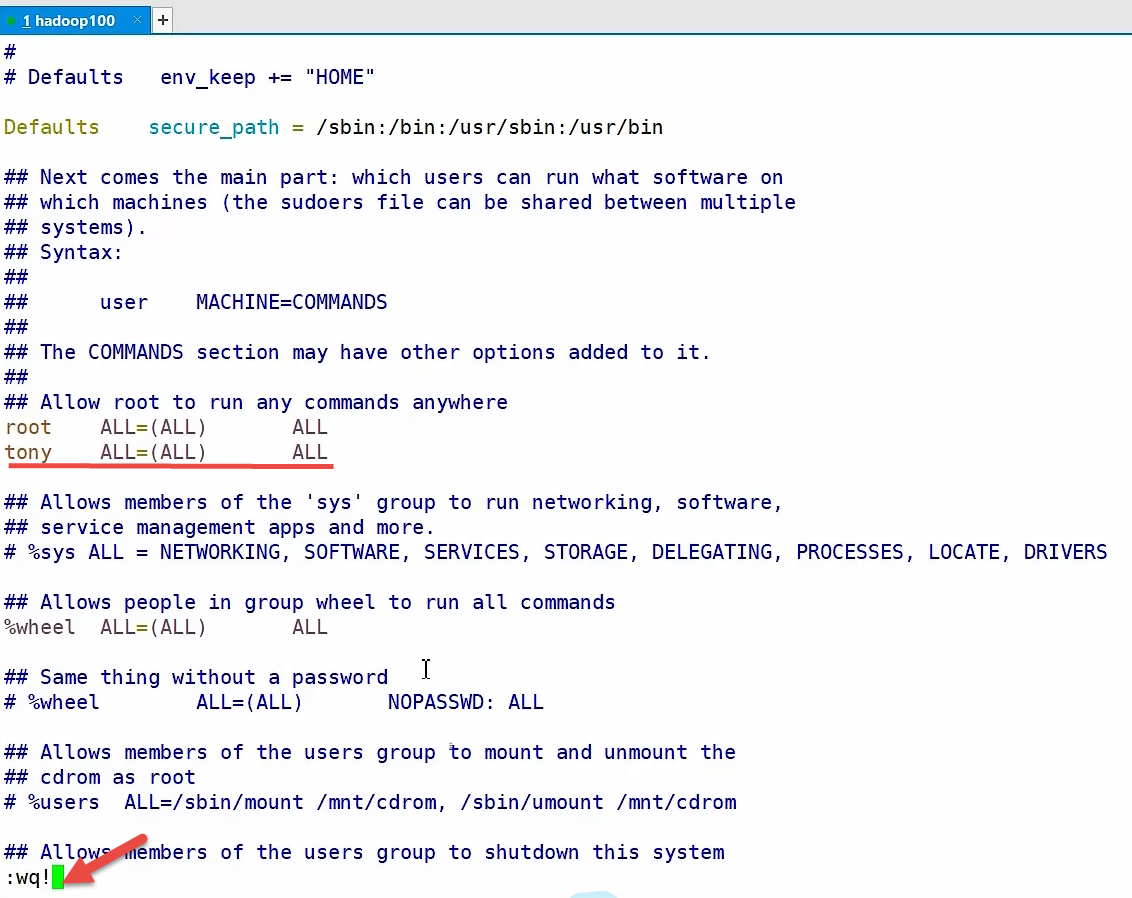 1 hadoop100 × +
#
# Defaults   env_keep += "HOME"
Defaults    secure_path = /sbin:/bin:/usr/sbin:/usr/bin
## Next comes the main part: which users can run what software on
## which machines (the sudoers file can be shared between multiple
## systems).
## Syntax:
##
##      user    MACHINE=COMMANDS
##
## The COMMANDS section may have other options added to it.
##
## Allow root to run any commands anywhere
root    ALL=(ALL)       ALL
tony    ALL=(ALL)       ALL
## Allows members of the 'sys' group to run networking, software,
## service management apps and more.
# %sys ALL = NETWORKING, SOFTWARE, SERVICES, STORAGE, DELEGATING, PROCESSES, LOCATE, DRIVERS
## Allows people in group wheel to run all commands
%wheel  ALL=(ALL)       ALL
## Same thing without a password
# %wheel        ALL=(ALL)       NOPASSWD: ALL
## Allows members of the users group to mount and unmount the
## cdrom as root
# %users  ALL=/sbin/mount /mnt/cdrom, /sbin/umount /mnt/cdrom
## Allows members of the users group to shutdown this system
:wq!